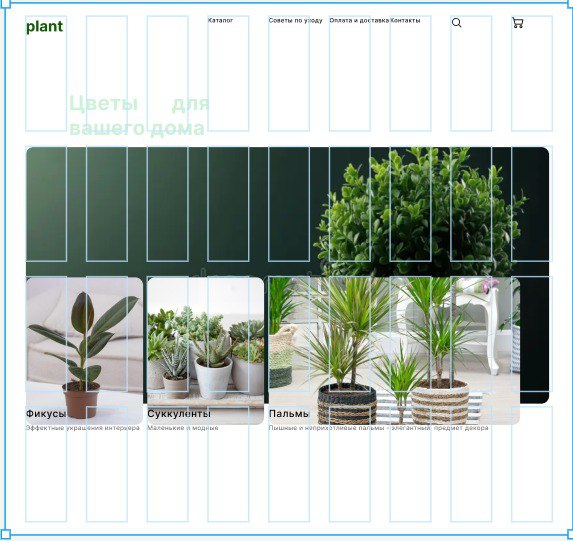 plant
Каталог
Советы по уходу
Оплата и доставка
Контакты
Цветы для
вашего дома
Фикусы
Суккуленты
Пальмы
Эффектные украшения интерьера
Маленькие и модные
Пышные и неприхотливые пальмы - элегантный предмет декора